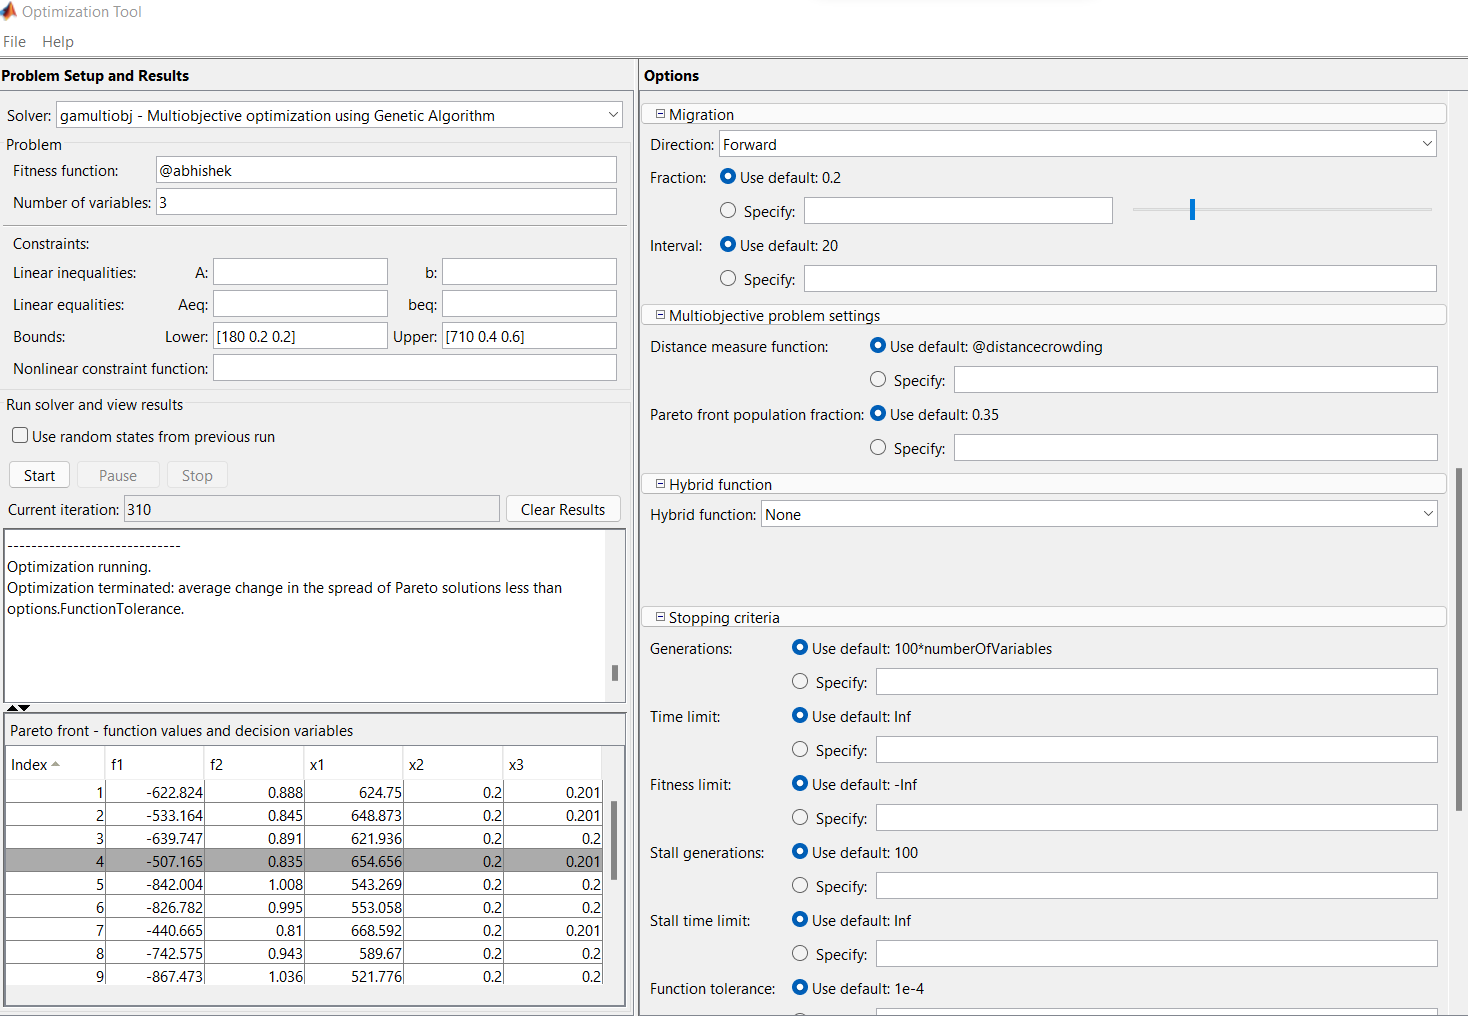 Optimization Tool
File Help
Problem Setup and Results
Solver: gamultiobj - Multiobjective optimization using Genetic Algorithm
Problem
Fitness function: @abhishek
Number of variables: 3
Constraints:
Linear inequalities: A: b:
Linear equalities: Aeq: beq:
Bounds: Lower: [180 0.2 0.2] Upper: [710 0.4 0.6]
Nonlinear constraint function:
Run solver and view results
Use random states from previous run
Start Pause Stop
Current iteration: 310 Clear Results
-----------------------------
Optimization running.
Optimization terminated: average change in the spread of Pareto solutions less than
options.FunctionTolerance.
Pareto front - function values and decision variables
Index f1 f2 x1 x2 x3
1 -622.824 0.888 624.75 0.2 0.201
2 -533.164 0.845 648.873 0.2 0.201
3 -639.747 0.891 621.936 0.2 0.2
4 -507.165 0.835 654.656 0.2 0.201
5 -842.004 1.008 543.269 0.2 0.2
6 -826.782 0.995 553.058 0.2 0.2
7 -440.665 0.81 668.592 0.2 0.201
8 -742.575 0.943 589.67 0.2 0.2
9 -867.473 1.036 521.776 0.2 0.2
Options
Migration
Direction: Forward
Fraction: Use default: 0.2
Specify:
Interval: Use default: 20
Specify:
Multiobjective problem settings
Distance measure function: Use default: @distancecrowding
Specify:
Pareto front population fraction: Use default: 0.35
Specify:
Hybrid function
Hybrid function: None
Stopping criteria
Generations: Use default: 100*numberOfVariables
Specify:
Time limit: Use default: Inf
Specify:
Fitness limit: Use default: -Inf
Specify:
Stall generations: Use default: 100
Specify:
Stall time limit: Use default: Inf
Specify:
Function tolerance: Use default: 1e-4